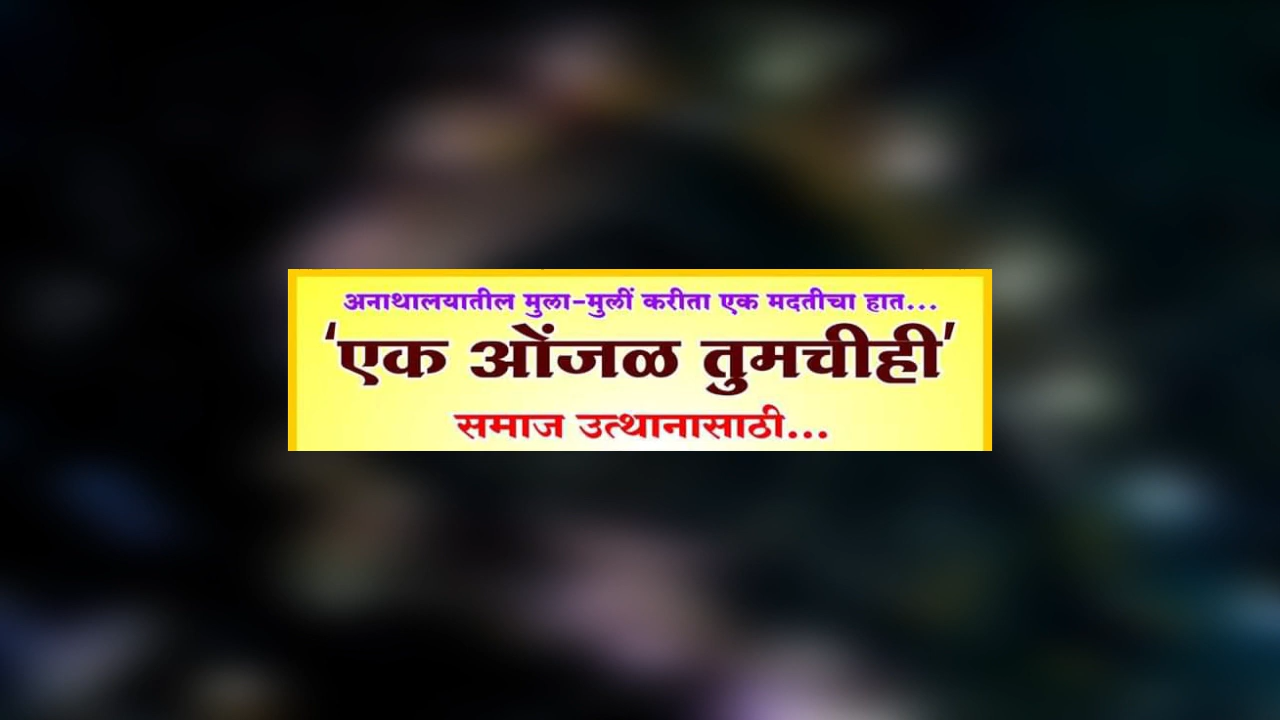 अनाथालयातील मुला-मुलीं करीता एक मदतीचा हात...
'एक ओंजळ तुमचीही'
समाज उत्थानासाठी...